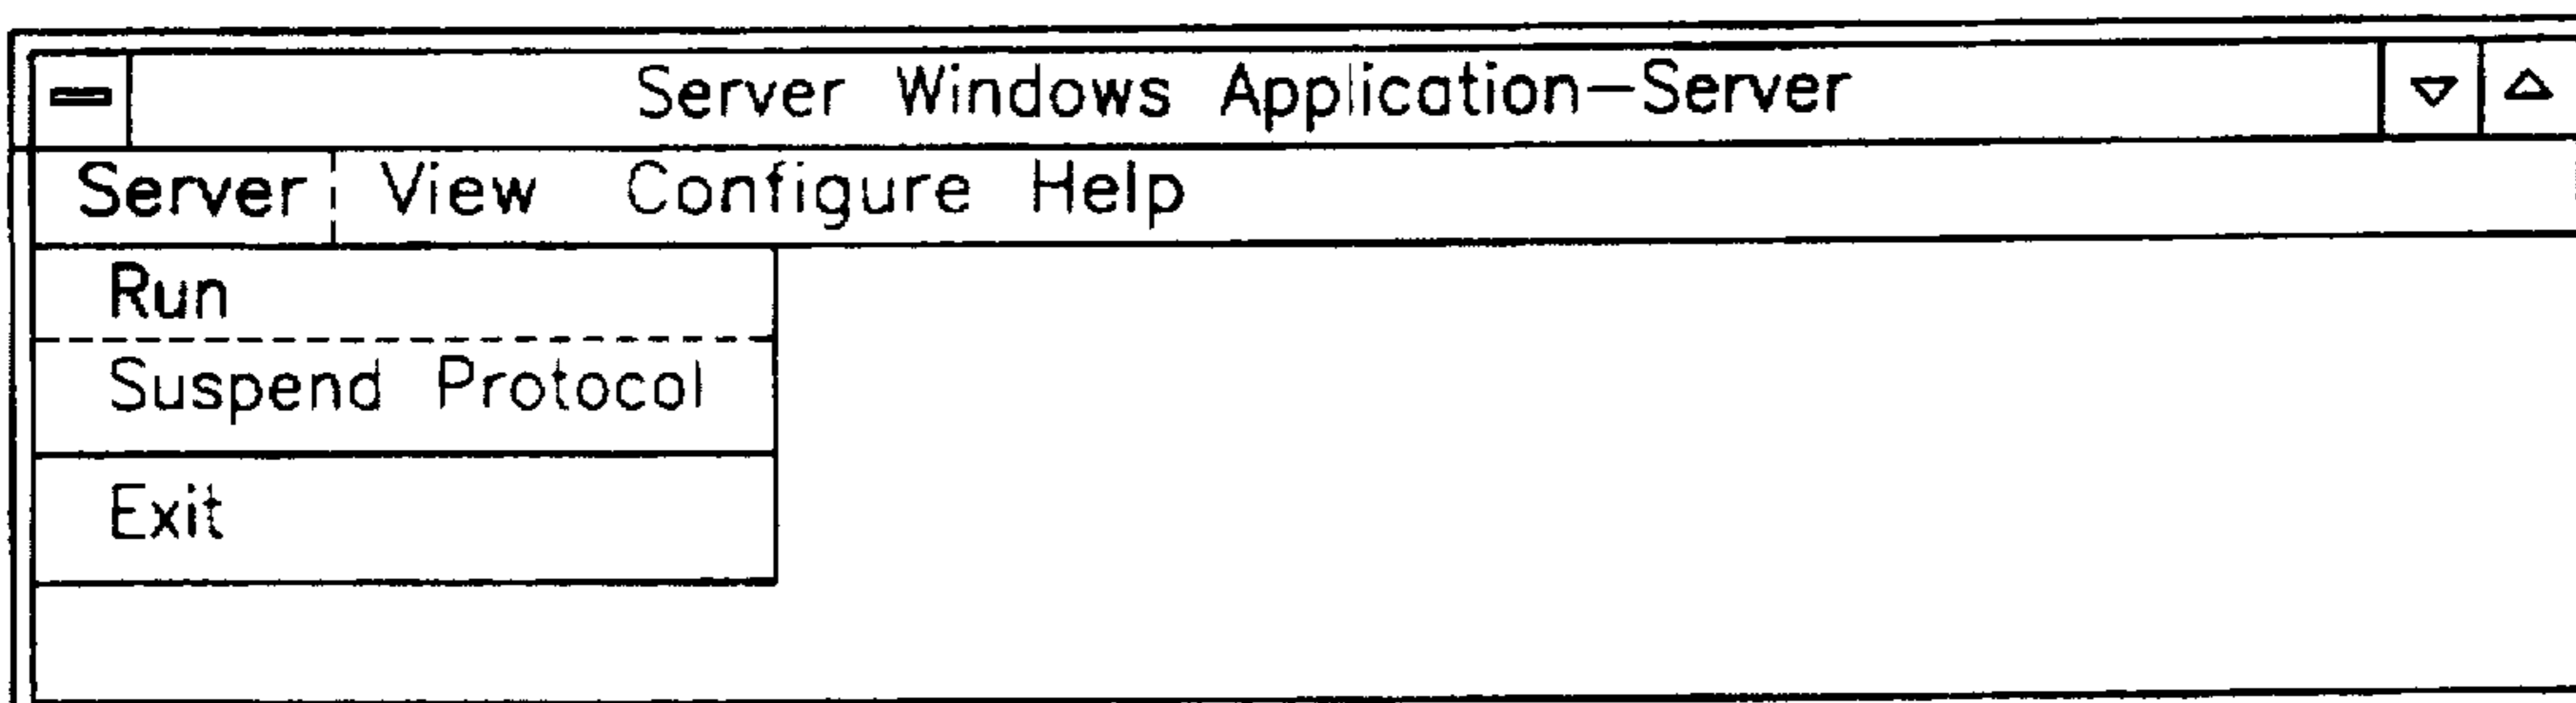 Server Windows Application-Server
Server View Configure Help
Run
Suspend Protocol
Exit